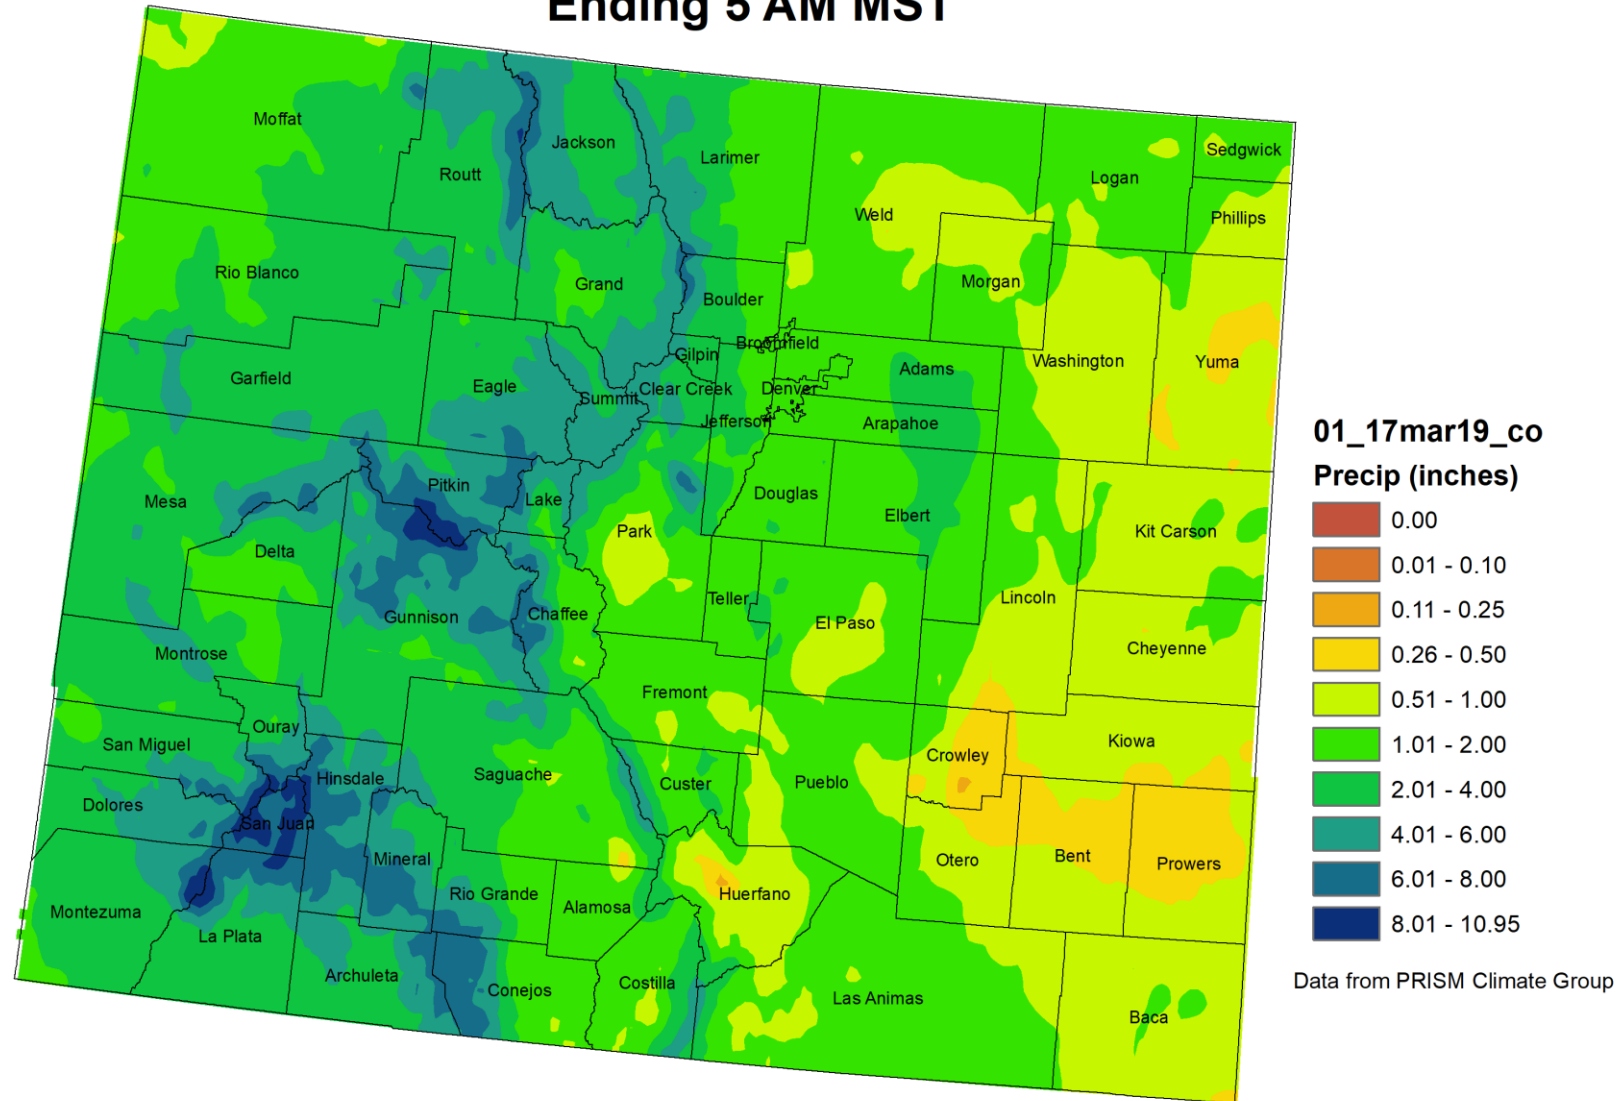 Ending 5 AM MST
Moffat
Jackson
Larimer
Sedgwick
Routt
Logan
Weld
Phillips
Rio Blanco
Grand
Morgan
Boulder
Broomfield
Gilpin
Washington
Yuma
Garfield
Eagle
Adams
Summit
Clear Creek
Denver
Jefferson
Arapahoe
Pitkin
Mesa
Lake
Douglas
Elbert
Park
Kit Carson
Delta
Teller
Lincoln
Gunnison
Chaffee
El Paso
Montrose
Cheyenne
Fremont
Ouray
San Miguel
Kiowa
Crowley
Hinsdale
Saguache
Custer
Pueblo
Dolores
San Juan
Mineral
Otero
Bent
Prowers
Rio Grande
Huerfano
Montezuma
Alamosa
La Plata
Archuleta
Conejos
Costilla
Las Animas
Baca
01_17mar19_co
Precip (inches)
0.00
0.01 - 0.10
0.11 - 0.25
0.26 - 0.50
0.51 - 1.00
1.01 - 2.00
2.01 - 4.00
4.01 - 6.00
6.01 - 8.00
8.01 - 10.95
Data from PRISM Climate Group